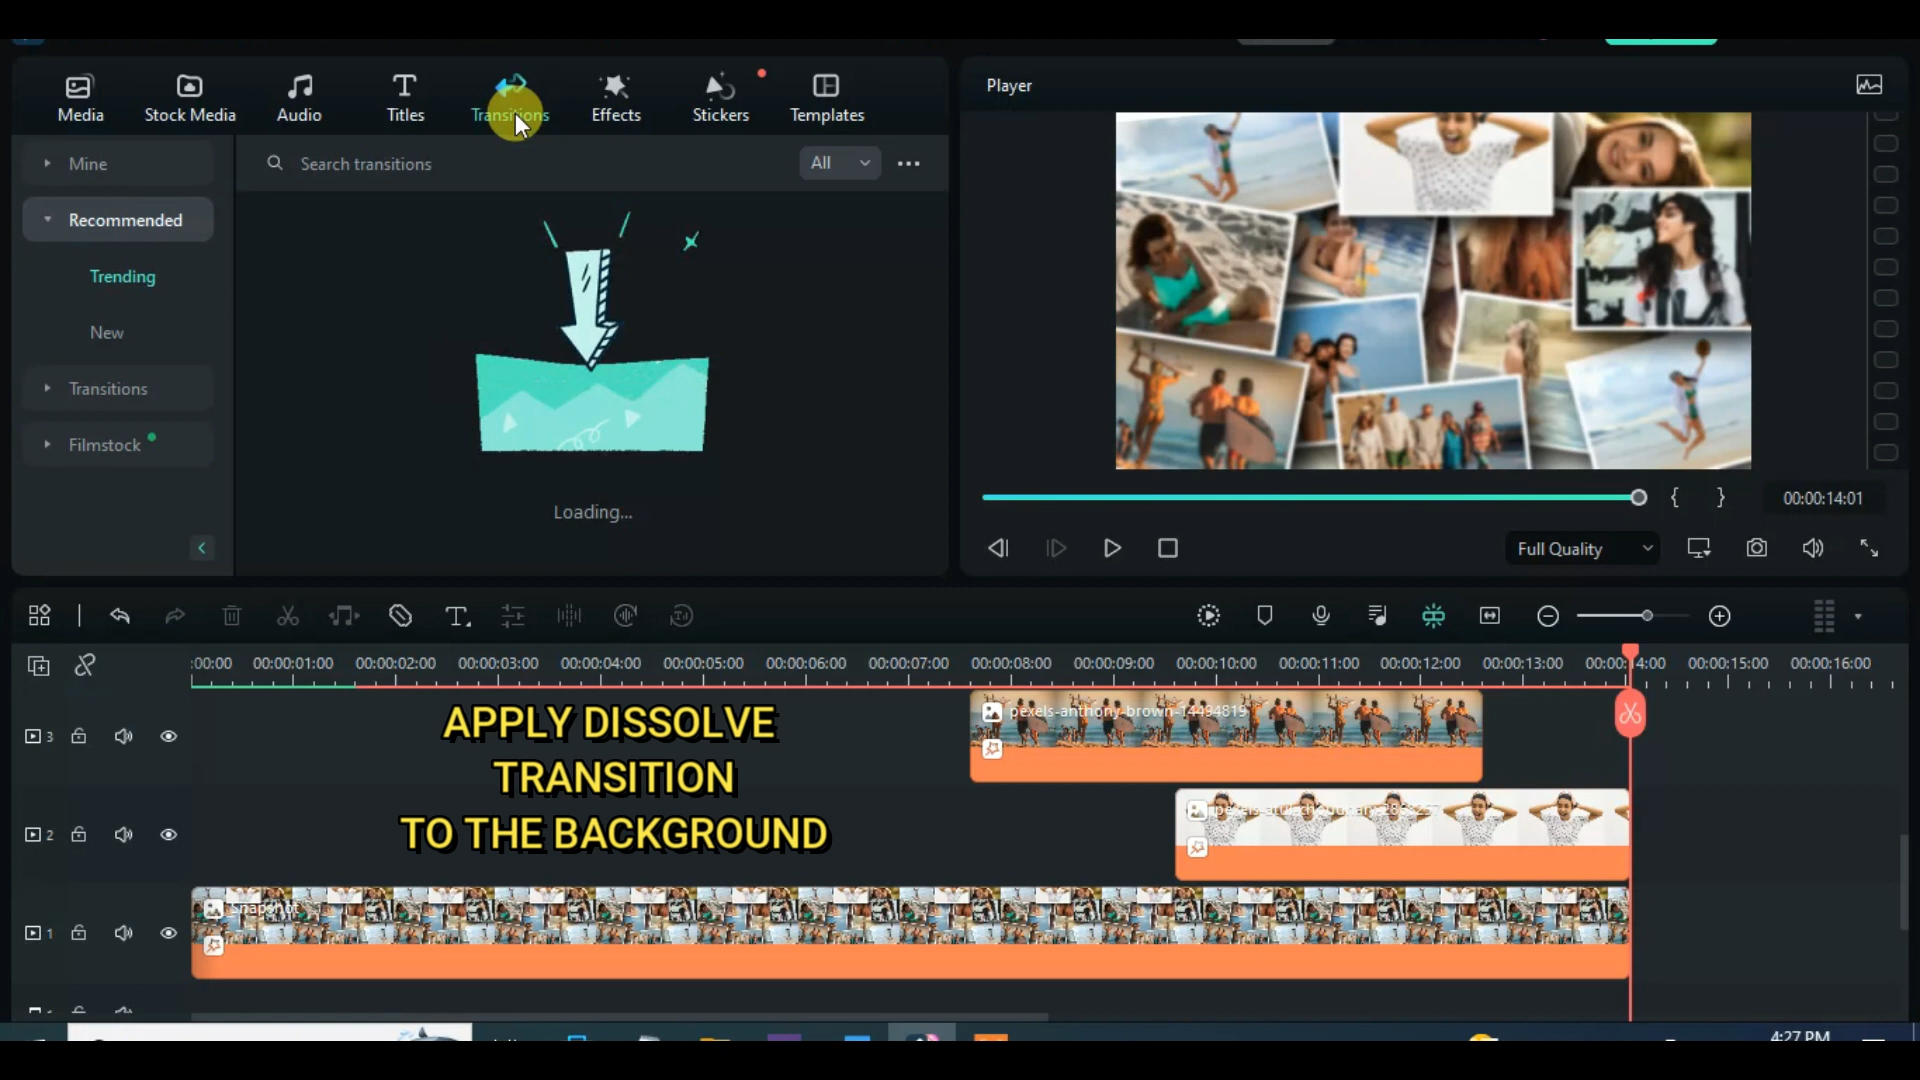 Media
Stock Media
Audio
Titles
Transitions
Effects
Stickers
Templates
Player
Mine
Search transitions
All
Recommended
Trending
New
Transitions
Filmstock
Loading...
00:00:14:01
Full Quality
:00:00 00:00:01:00 00:00:02:00 00:00:03:00 00:00:04:00 00:00:05:00 00:00:06:00 00:00:07:00 00:00:08:00 00:00:09:00 00:00:10:00 00:00:11:00 00:00:12:00 00:00:13:00 00:00:14:00 00:00:15:00 00:00:16:00
pexels-anthony-brown-14494819
3
APPLY DISSOLVE
TRANSITION
TO THE BACKGROUND
2
Snapshot
1
4:27 PM